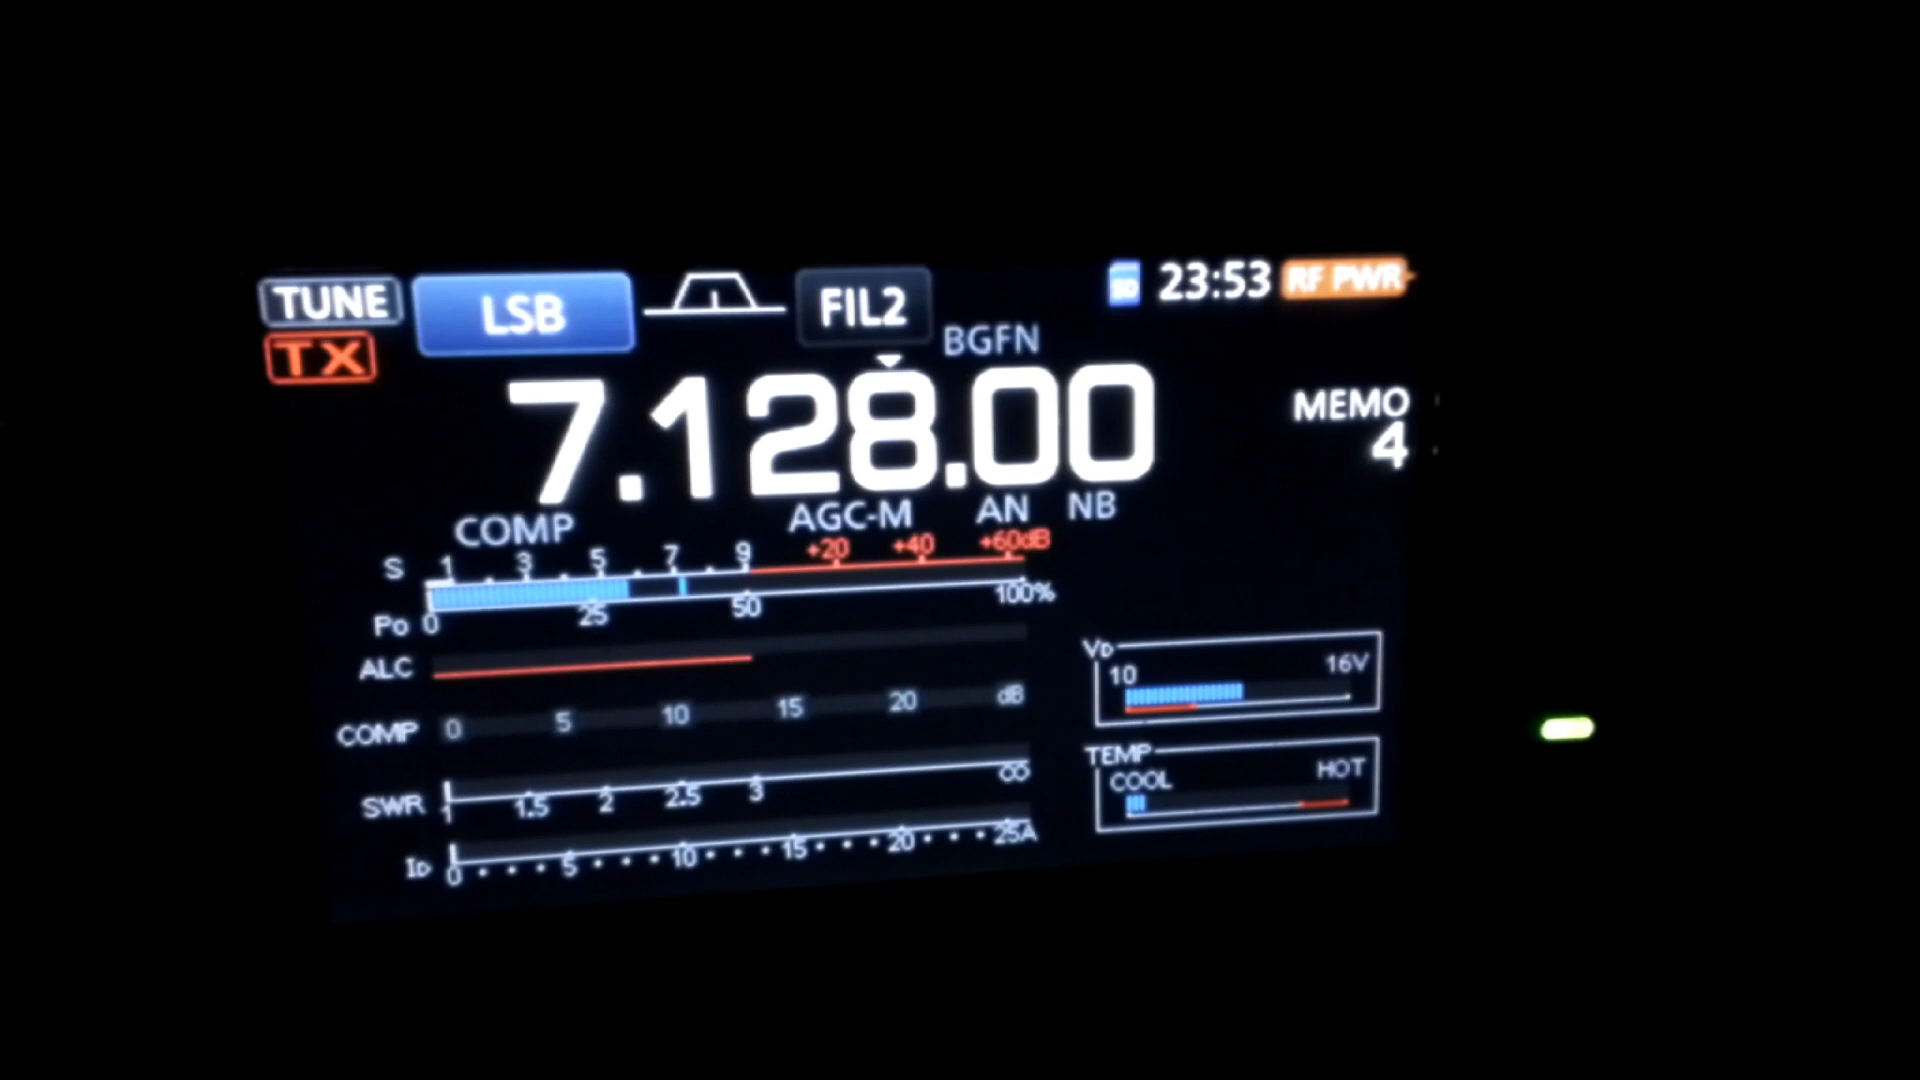 TUNE LSB FIL2 SD 23:53 RF PWR
TX BGFN
7.128.00 MEMO
4
COMP AGC-M AN NB
S 1 3 5 7 9 +20 +40 +60dB
Po 0 25 50 100%
ALC
COMP 0 5 10 15 20 dB
SWR 1 1.5 2 2.5 3 ∞
ID 0 5 10 15 20 25A
VD
10 16V
TEMP
COOL HOT